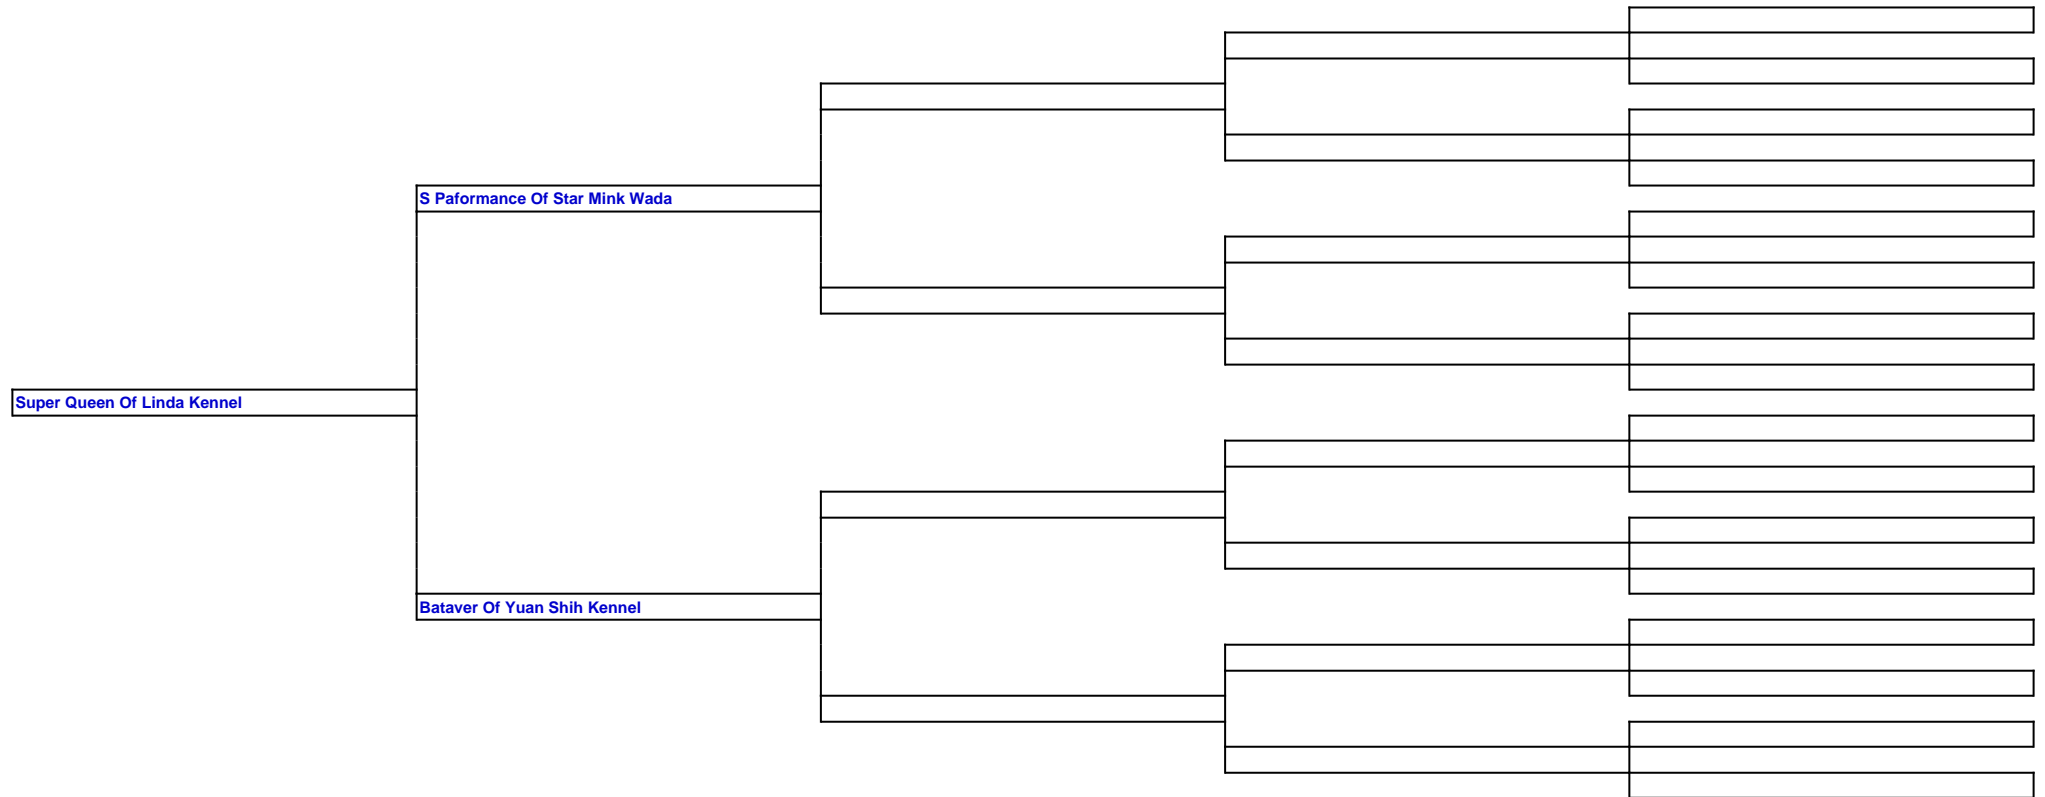 S Paformance Of Star Mink Wada
Super Queen Of Linda Kennel
Bataver Of Yuan Shih Kennel